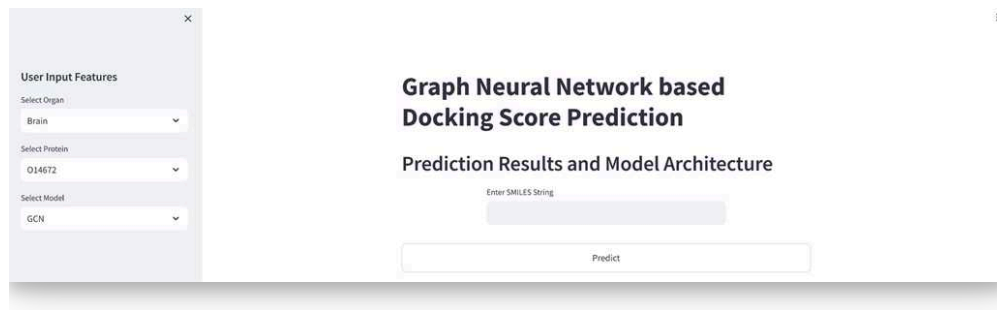 User Input Features
Select Organ
Brain
Select Protein
O14672
Select Model
GCN
Graph Neural Network based
Docking Score Prediction
Prediction Results and Model Architecture
Enter SMILES String
Predict